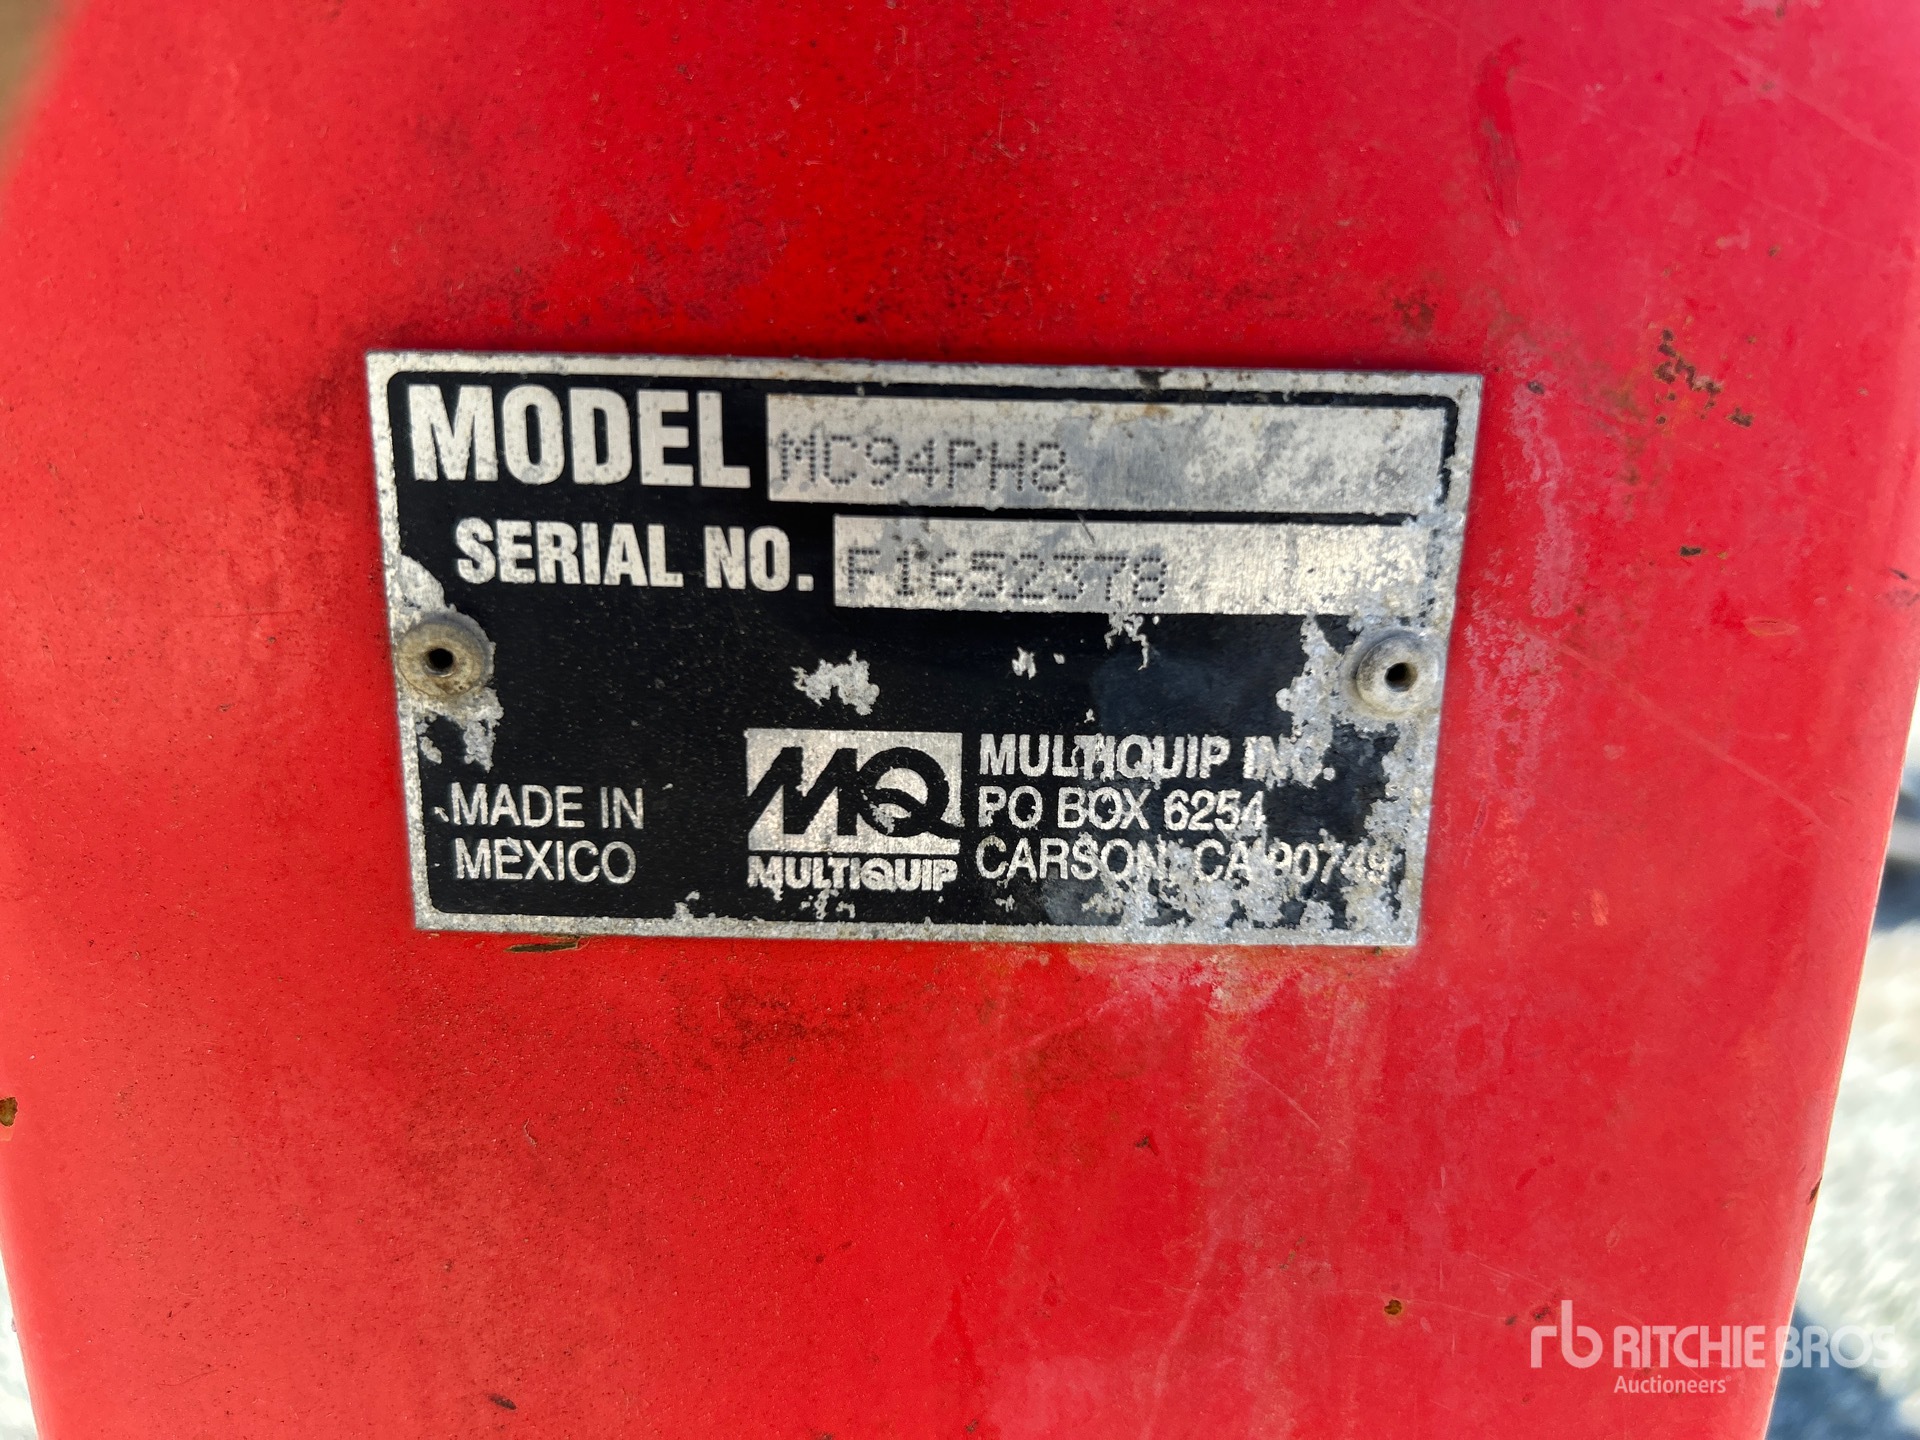 MODEL MC94PH8
SERIAL NO. F1652378
MADE IN
MEXICO
MQ
MULTIQUIP
MULTIQUIP INC.
PO BOX 6254
CARSON, CA 90749
rb RITCHIE BROS.
Auctioneers